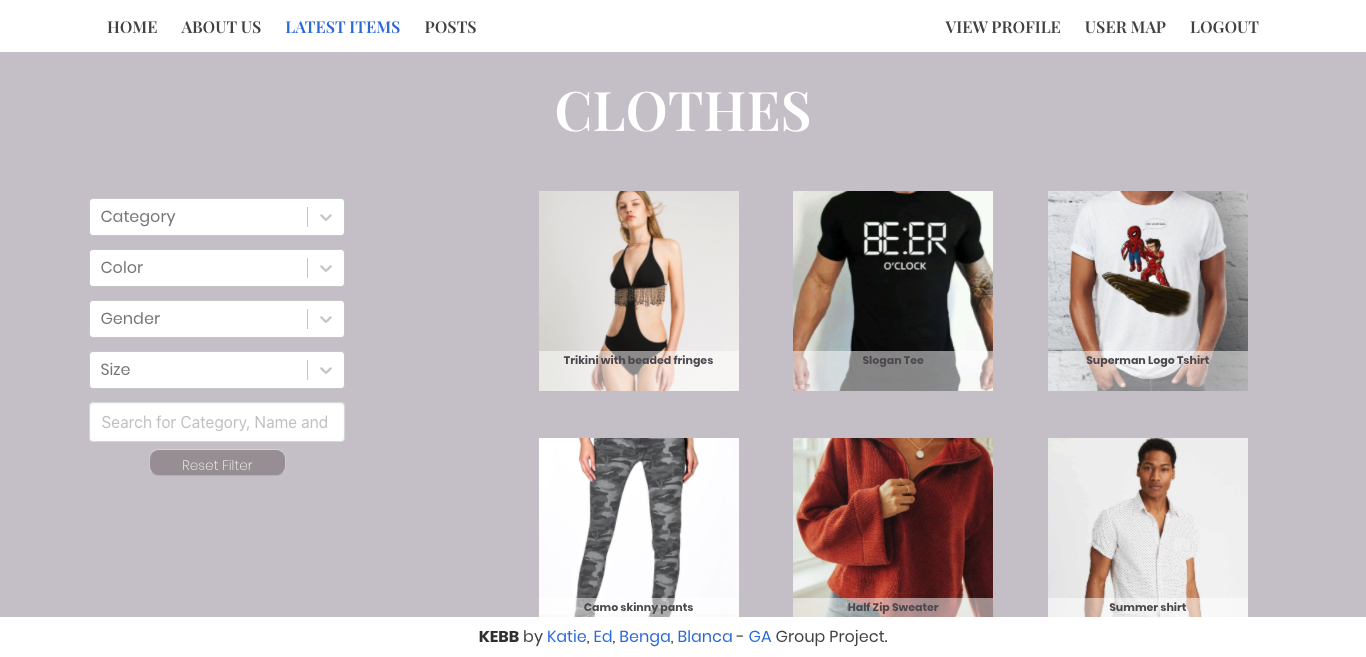 HOME ABOUT US LATEST ITEMS POSTS VIEW PROFILE USER MAP LOGOUT
CLOTHES
Category
Color
Gender
Size
Search for Category, Name and
Reset Filter
BE:ER
O'CLOCK
Trikini with beaded fringes
Slogan Tee
Superman Logo Tshirt
Camo skinny pants
Half Zip Sweater
Summer shirt
KEBB by Katie, Ed, Benga, Blanca - GA Group Project.